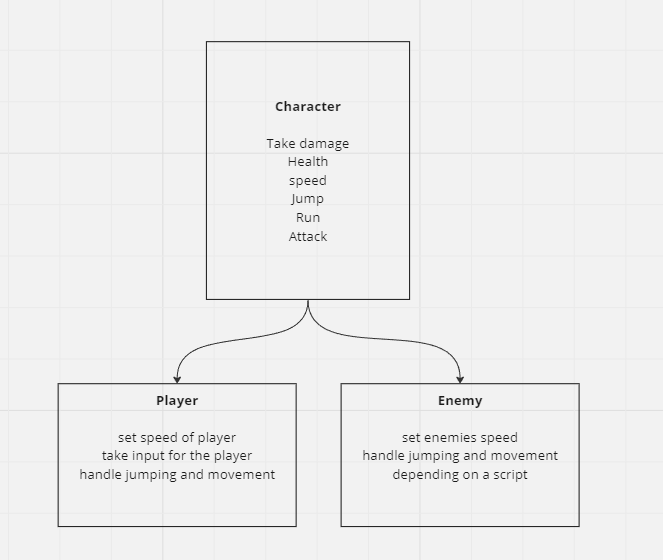 Character
Take damage
Health
speed
Jump
Run
Attack
Player
set speed of player
take input for the player
handle jumping and movement
Enemy
set enemies speed
handle jumping and movement
depending on a script